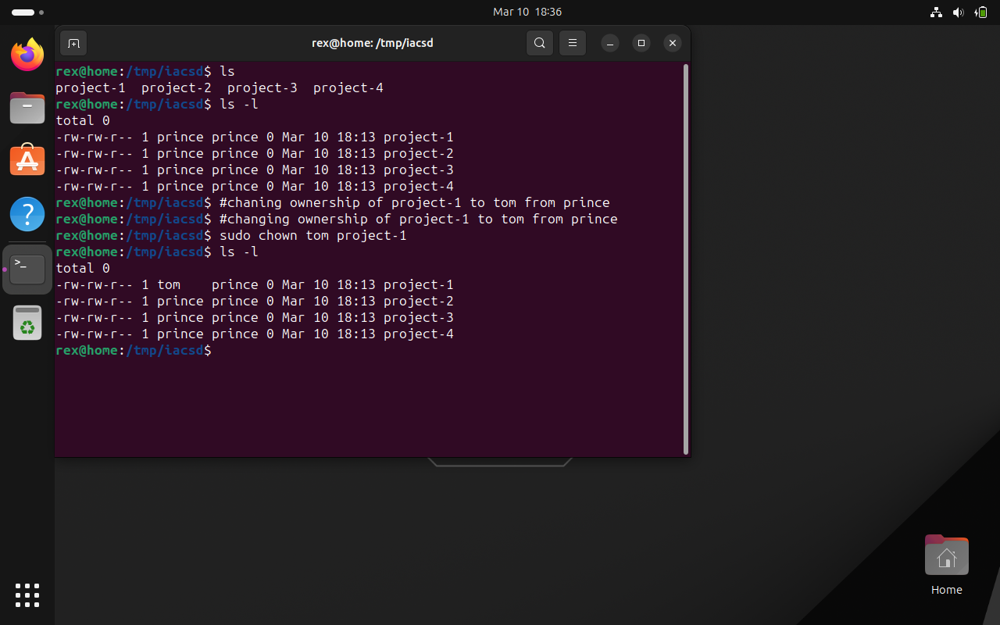 Mar 10 18:36
rex@home: /tmp/iacsd
rex@home:/tmp/iacsd$ ls
project-1  project-2  project-3  project-4
rex@home:/tmp/iacsd$ ls -l
total 0
-rw-rw-r-- 1 prince prince 0 Mar 10 18:13 project-1
-rw-rw-r-- 1 prince prince 0 Mar 10 18:13 project-2
-rw-rw-r-- 1 prince prince 0 Mar 10 18:13 project-3
-rw-rw-r-- 1 prince prince 0 Mar 10 18:13 project-4
rex@home:/tmp/iacsd$ #chaning ownership of project-1 to tom from prince
rex@home:/tmp/iacsd$ #changing ownership of project-1 to tom from prince
rex@home:/tmp/iacsd$ sudo chown tom project-1
rex@home:/tmp/iacsd$ ls -l
total 0
-rw-rw-r-- 1 tom    prince 0 Mar 10 18:13 project-1
-rw-rw-r-- 1 prince prince 0 Mar 10 18:13 project-2
-rw-rw-r-- 1 prince prince 0 Mar 10 18:13 project-3
-rw-rw-r-- 1 prince prince 0 Mar 10 18:13 project-4
rex@home:/tmp/iacsd$
Home